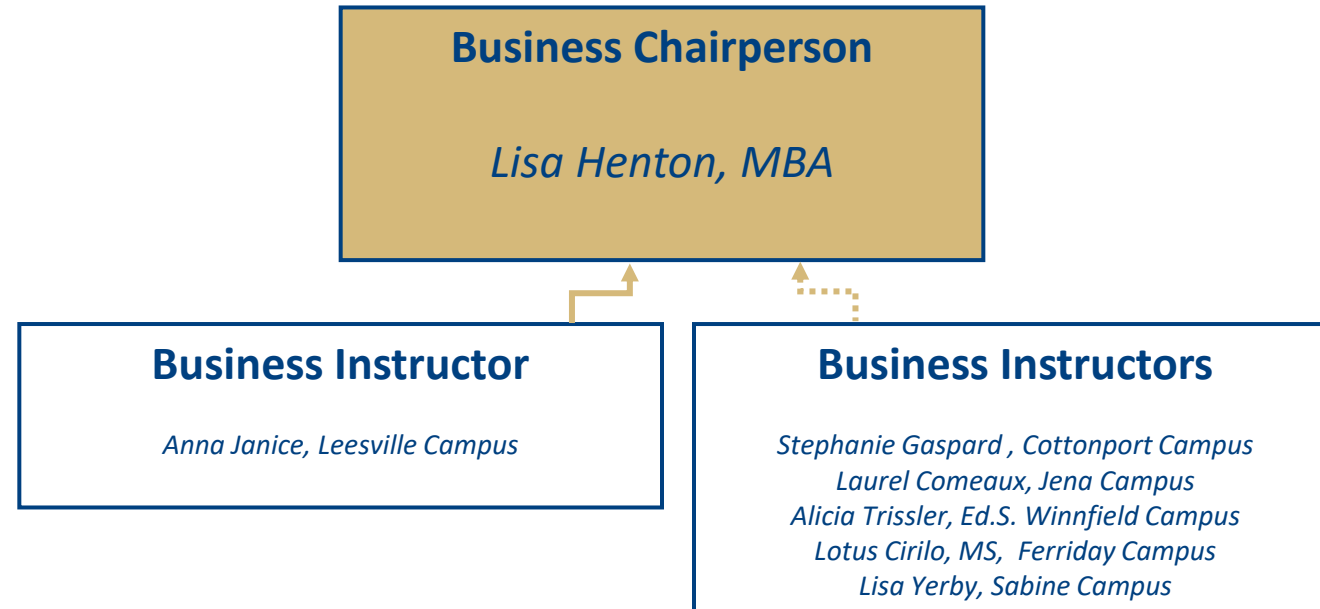 Business Chairperson
Lisa Henton, MBA
Business Instructor
Anna Janice, Leesville Campus
Business Instructors
Stephanie Gaspard , Cottonport Campus
Laurel Comeaux, Jena Campus
Alicia Trissler, Ed.S. Winnfield Campus
Lotus Cirilo, MS,  Ferriday Campus
Lisa Yerby, Sabine Campus